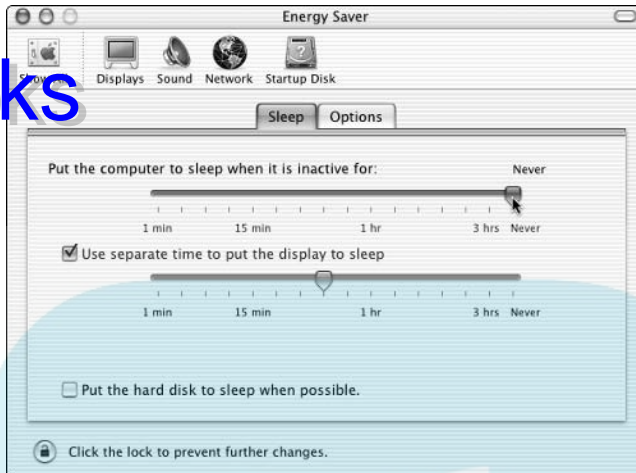 Energy Saver
Displays Sound Network Startup Disk
ks
Sleep Options
Put the computer to sleep when it is inactive for: Never
1 min 15 min 1 hr 3 hrs Never
Use separate time to put the display to sleep
1 min 15 min 1 hr 3 hrs Never
Put the hard disk to sleep when possible.
Click the lock to prevent further changes.